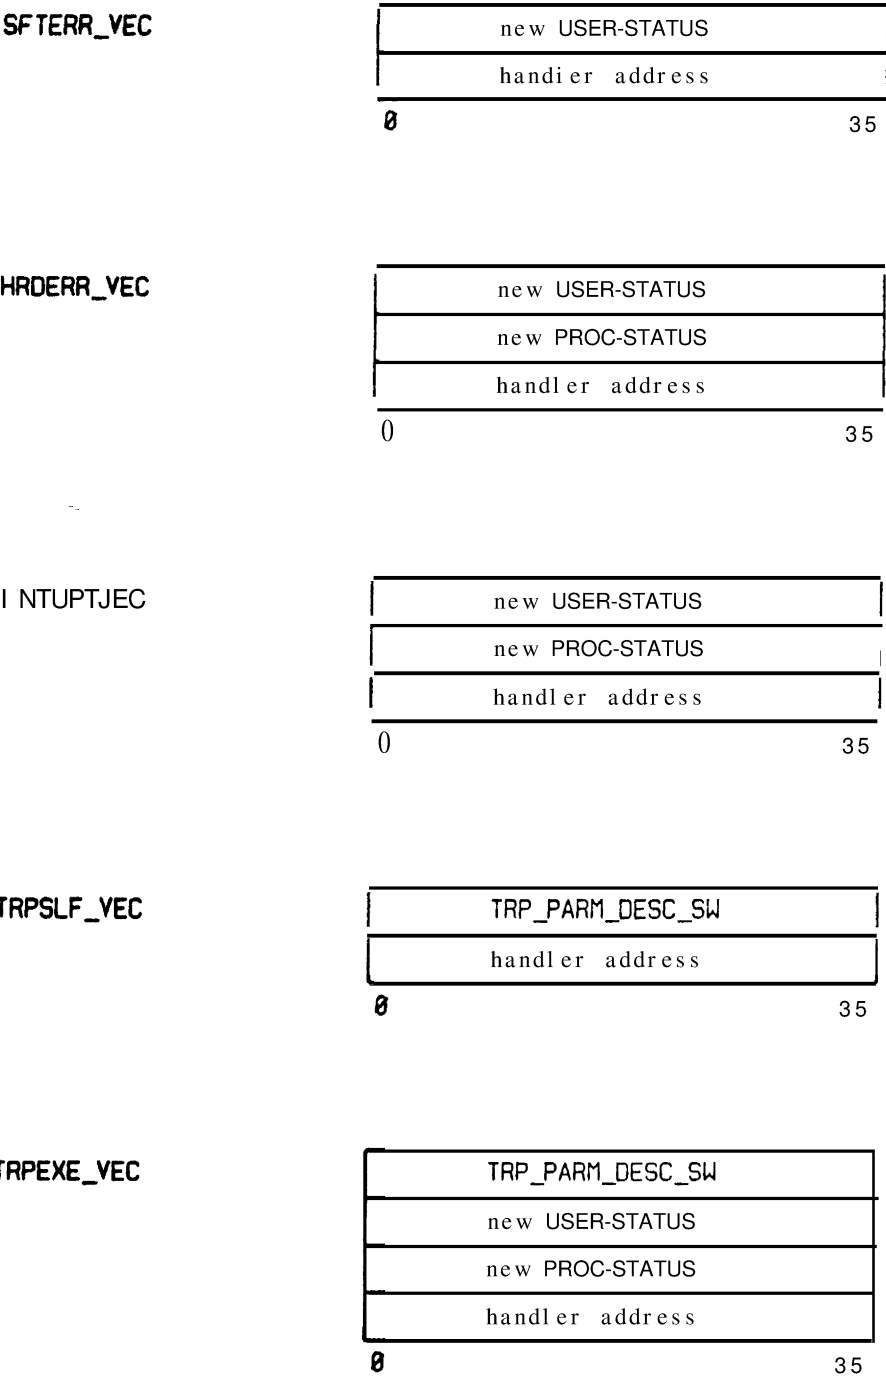 SFTERR_VEC
new USER-STATUS
handier address
0 35
HRDERR_VEC
new USER-STATUS
new PROC-STATUS
handler address
0 35
I NTUPTJEC
new USER-STATUS
new PROC-STATUS
handler address
0 35
TRPSLF_VEC
TRP_PARM_DESC_SW
handler address
0 35
TRPEXE_VEC
TRP_PARM_DESC_SW
new USER-STATUS
new PROC-STATUS
handler address
0 35